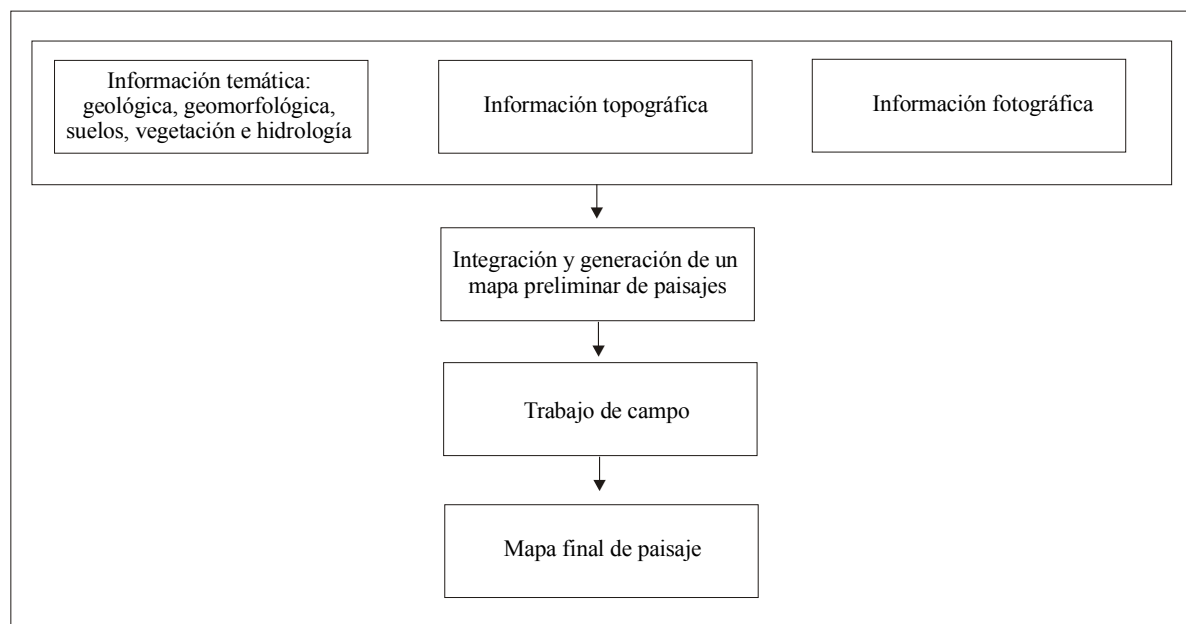 Información temática:
geológica, geomorfológica,
suelos, vegetación e hidrología
Información topográfica
Información fotográfica
Integración y generación de un
mapa preliminar de paisajes
Trabajo de campo
Mapa final de paisaje